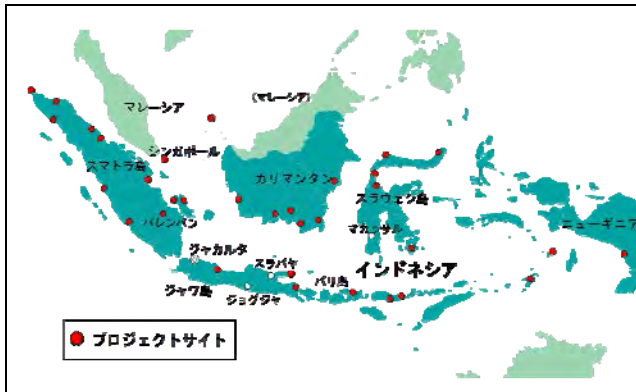 マレーシア
(マレーシア)
シンガポール
スマトラ島
カリマンタン
スラウェシ島
パレンバン
マカッサル
ニューギニア
ジャカルタ
スラバヤ
インドネシア
ジャワ島
ジョグジャ
バリ島
プロジェクトサイト